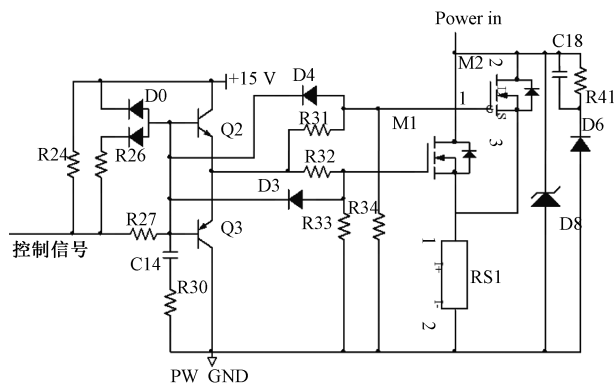 Power in
M2
C18
2
+15 V
D0
D4
R41
1
G
S
Q2
R31
M1
D6
R24
R26
R32
3
D3
R33
R34
R27
Q3
D8
控制信号
C14
1
I+
RS1
R30
I-
2
PW GND